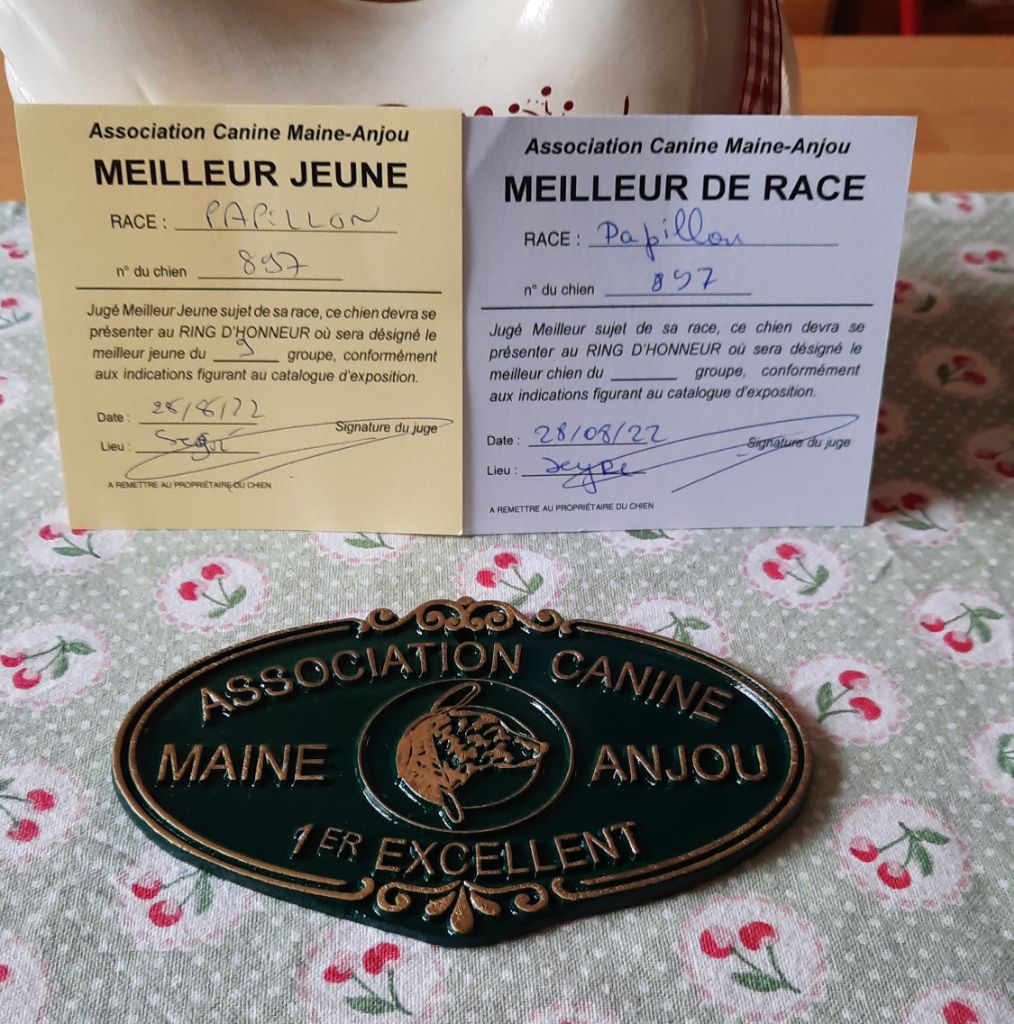 Association Canine Maine-Anjou
MEILLEUR JEUNE
RACE : PAPILLON
n° du chien 897
Jugé Meilleur Jeune sujet de sa race, ce chien devra se
présenter au RING D'HONNEUR où sera désigné le
meilleur jeune du 9 groupe, conformément
aux indications figurant au catalogue d'exposition.
Date : 28/8/22
Signature du juge
Lieu : Segré
A REMETTRE AU PROPRIÉTAIRE DU CHIEN
Association Canine Maine-Anjou
MEILLEUR DE RACE
RACE : Papillon
n° du chien 897
Jugé Meilleur sujet de sa race, ce chien devra se
présenter au RING D'HONNEUR où sera désigné le
meilleur chien du groupe, conformément
aux indications figurant au catalogue d'exposition.
Date : 28/08/22
Signature du juge
Lieu :
A REMETTRE AU PROPRIÉTAIRE DU CHIEN
ASSOCIATION CANINE
MAINE ANJOU
1ER EXCELLENT